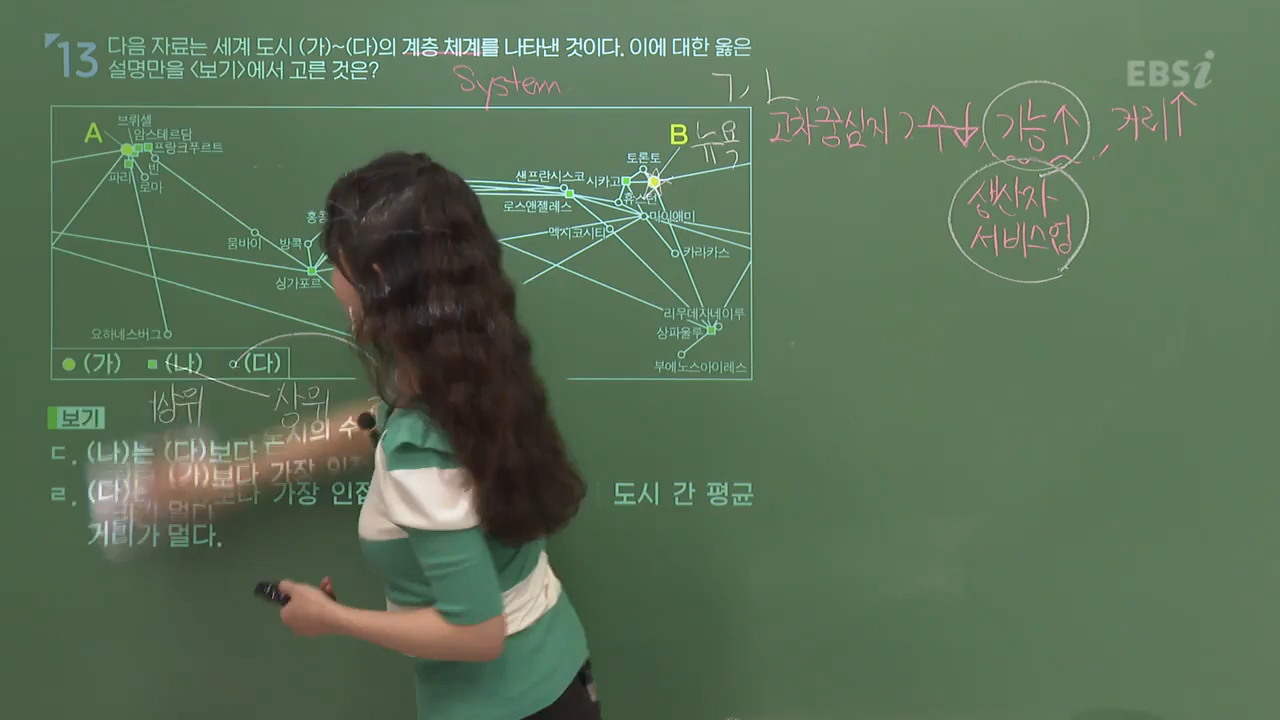 13 다음 자료는 세계 도시 (가)~(다)의 계층 체계를 나타낸 것이다. 이에 대한 옳은
설명만을 <보기>에서 고른 것은?
System
EBSi
ㄱ, ㄴ
고차중심지 수↓, 기능↑, 거리↑
생산자
서비스업
A
브뤼셀
암스테르담
프랑크푸르트
파리
빈
로마
뭄바이
방콕
홍콩
싱가포르
요하네스버그
B 뉴욕
토론토
샌프란시스코
시카고
로스앤젤레스
휴스턴
마이애미
멕시코시티
카라카스
리우데자네이루
상파울루
부에노스아이레스
(가) (나) (다)
상위
보기
ㄷ. (나)는 (다)보다 도시의 수
ㄹ. (다)는 (가)보다 가장 인접 도시 간 평균
거리가 멀다.